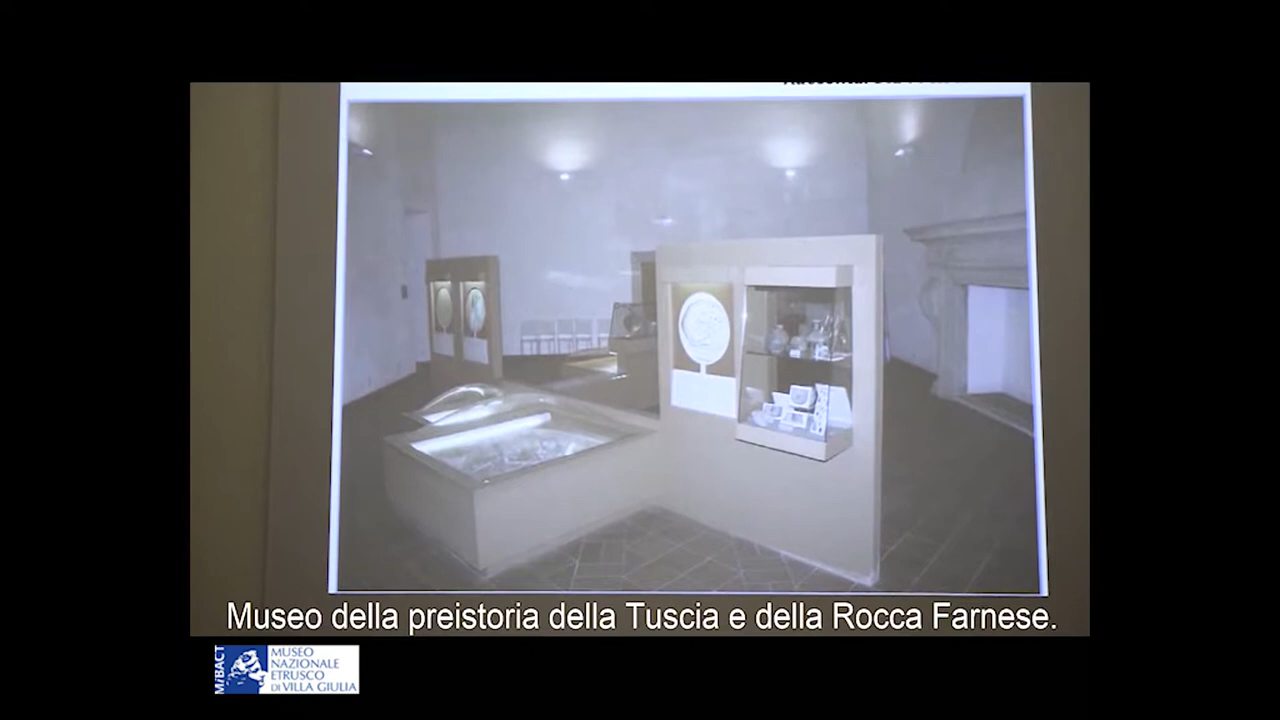 Museo della preistoria della Tuscia e della Rocca Farnese.
MiBACT
MUSEO
NAZIONALE
ETRUSCO
DI VILLA GIULIA